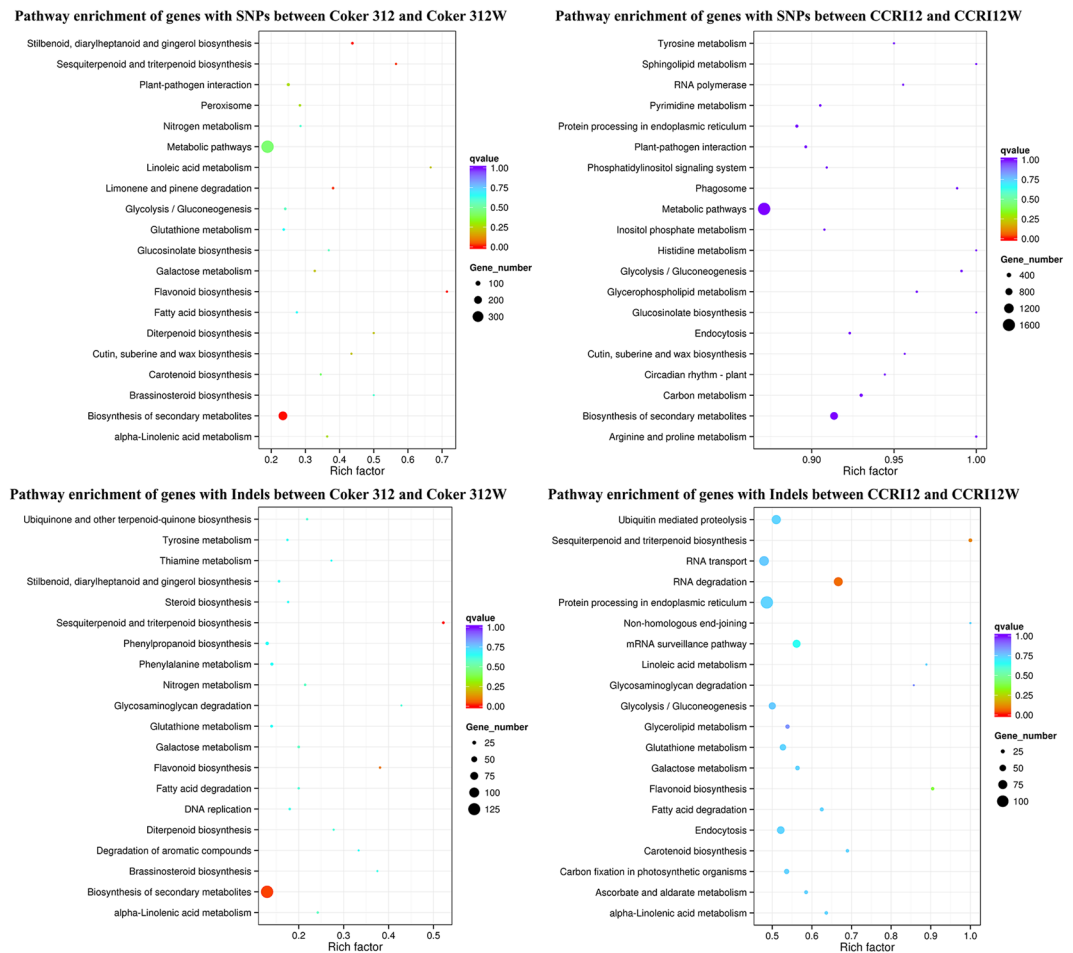 Pathway enrichment of genes with SNPs between Coker 312 and Coker 312W
Stilbenoid, diarylheptanoid and gingerol biosynthesis
Sesquiterpenoid and triterpenoid biosynthesis
Plant-pathogen interaction
Peroxisome
Nitrogen metabolism
Metabolic pathways
Linoleic acid metabolism
Limonene and pinene degradation
Glycolysis / Gluconeogenesis
Glutathione metabolism
Glucosinolate biosynthesis
Galactose metabolism
Flavonoid biosynthesis
Fatty acid biosynthesis
Diterpenoid biosynthesis
Cutin, suberine and wax biosynthesis
Carotenoid biosynthesis
Brassinosteroid biosynthesis
Biosynthesis of secondary metabolites
alpha-Linolenic acid metabolism
0.2 0.3 0.4 0.5 0.6 0.7
Rich factor
qvalue
1.00
0.75
0.50
0.25
0.00
Gene_number
100
200
300
Pathway enrichment of genes with SNPs between CCRI12 and CCRI12W
Tyrosine metabolism
Sphingolipid metabolism
RNA polymerase
Pyrimidine metabolism
Protein processing in endoplasmic reticulum
Plant-pathogen interaction
Phosphatidylinositol signaling system
Phagosome
Metabolic pathways
Inositol phosphate metabolism
Histidine metabolism
Glycolysis / Gluconeogenesis
Glycerophospholipid metabolism
Glucosinolate biosynthesis
Endocytosis
Cutin, suberine and wax biosynthesis
Circadian rhythm - plant
Carbon metabolism
Biosynthesis of secondary metabolites
Arginine and proline metabolism
0.90 0.95 1.00
Rich factor
qvalue
1.00
0.75
0.50
0.25
0.00
Gene_number
400
800
1200
1600
Pathway enrichment of genes with Indels between Coker 312 and Coker 312W
Ubiquinone and other terpenoid-quinone biosynthesis
Tyrosine metabolism
Thiamine metabolism
Stilbenoid, diarylheptanoid and gingerol biosynthesis
Steroid biosynthesis
Sesquiterpenoid and triterpenoid biosynthesis
Phenylpropanoid biosynthesis
Phenylalanine metabolism
Nitrogen metabolism
Glycosaminoglycan degradation
Glutathione metabolism
Galactose metabolism
Flavonoid biosynthesis
Fatty acid degradation
DNA replication
Diterpenoid biosynthesis
Degradation of aromatic compounds
Brassinosteroid biosynthesis
Biosynthesis of secondary metabolites
alpha-Linolenic acid metabolism
0.2 0.3 0.4 0.5
Rich factor
qvalue
1.00
0.75
0.50
0.25
0.00
Gene_number
25
50
75
100
125
Pathway enrichment of genes with Indels between CCRI12 and CCRI12W
Ubiquitin mediated proteolysis
Sesquiterpenoid and triterpenoid biosynthesis
RNA transport
RNA degradation
Protein processing in endoplasmic reticulum
Non-homologous end-joining
mRNA surveillance pathway
Linoleic acid metabolism
Glycosaminoglycan degradation
Glycolysis / Gluconeogenesis
Glycerolipid metabolism
Glutathione metabolism
Galactose metabolism
Flavonoid biosynthesis
Fatty acid degradation
Endocytosis
Carotenoid biosynthesis
Carbon fixation in photosynthetic organisms
Ascorbate and aldarate metabolism
alpha-Linolenic acid metabolism
0.5 0.6 0.7 0.8 0.9 1.0
Rich factor
qvalue
1.00
0.75
0.50
0.25
0.00
Gene_number
25
50
75
100